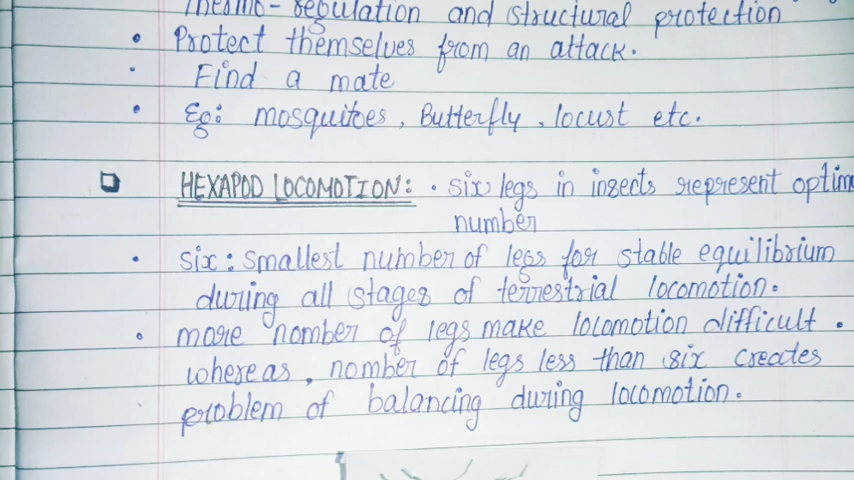 Thermo-regulation and structural protection
• Protect themselves from an attack.
• Find a mate
• Eg: mosquitoes, Butterfly, locust etc.
HEXAPOD LOCOMOTION: • six legs in insects represent optim
number
• six: smallest number of legs for stable equilibrium
during all stages of terrestrial locomotion.
• more nomber of legs make locomotion difficult.
whereas, nomber of legs less than six creates
problem of balancing during locomotion.